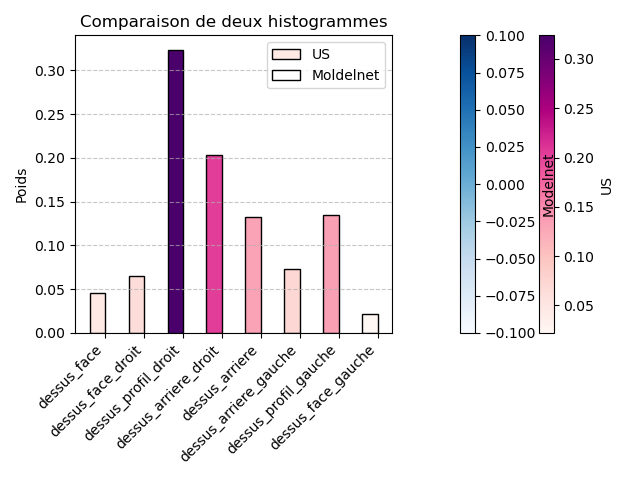 Comparaison de deux histogrammes
US
Moldelnet
Poids
0.30
0.25
0.20
0.15
0.10
0.05
0.00
dessus_face
dessus_face_droit
dessus_profil_droit
dessus_arriere_droit
dessus_arriere
dessus_arriere_gauche
dessus_profil_gauche
dessus_face_gauche
0.100
0.075
0.050
0.025
0.000
−0.025
−0.050
−0.075
−0.100
Modelnet
0.30
0.25
0.20
0.15
0.10
0.05
US